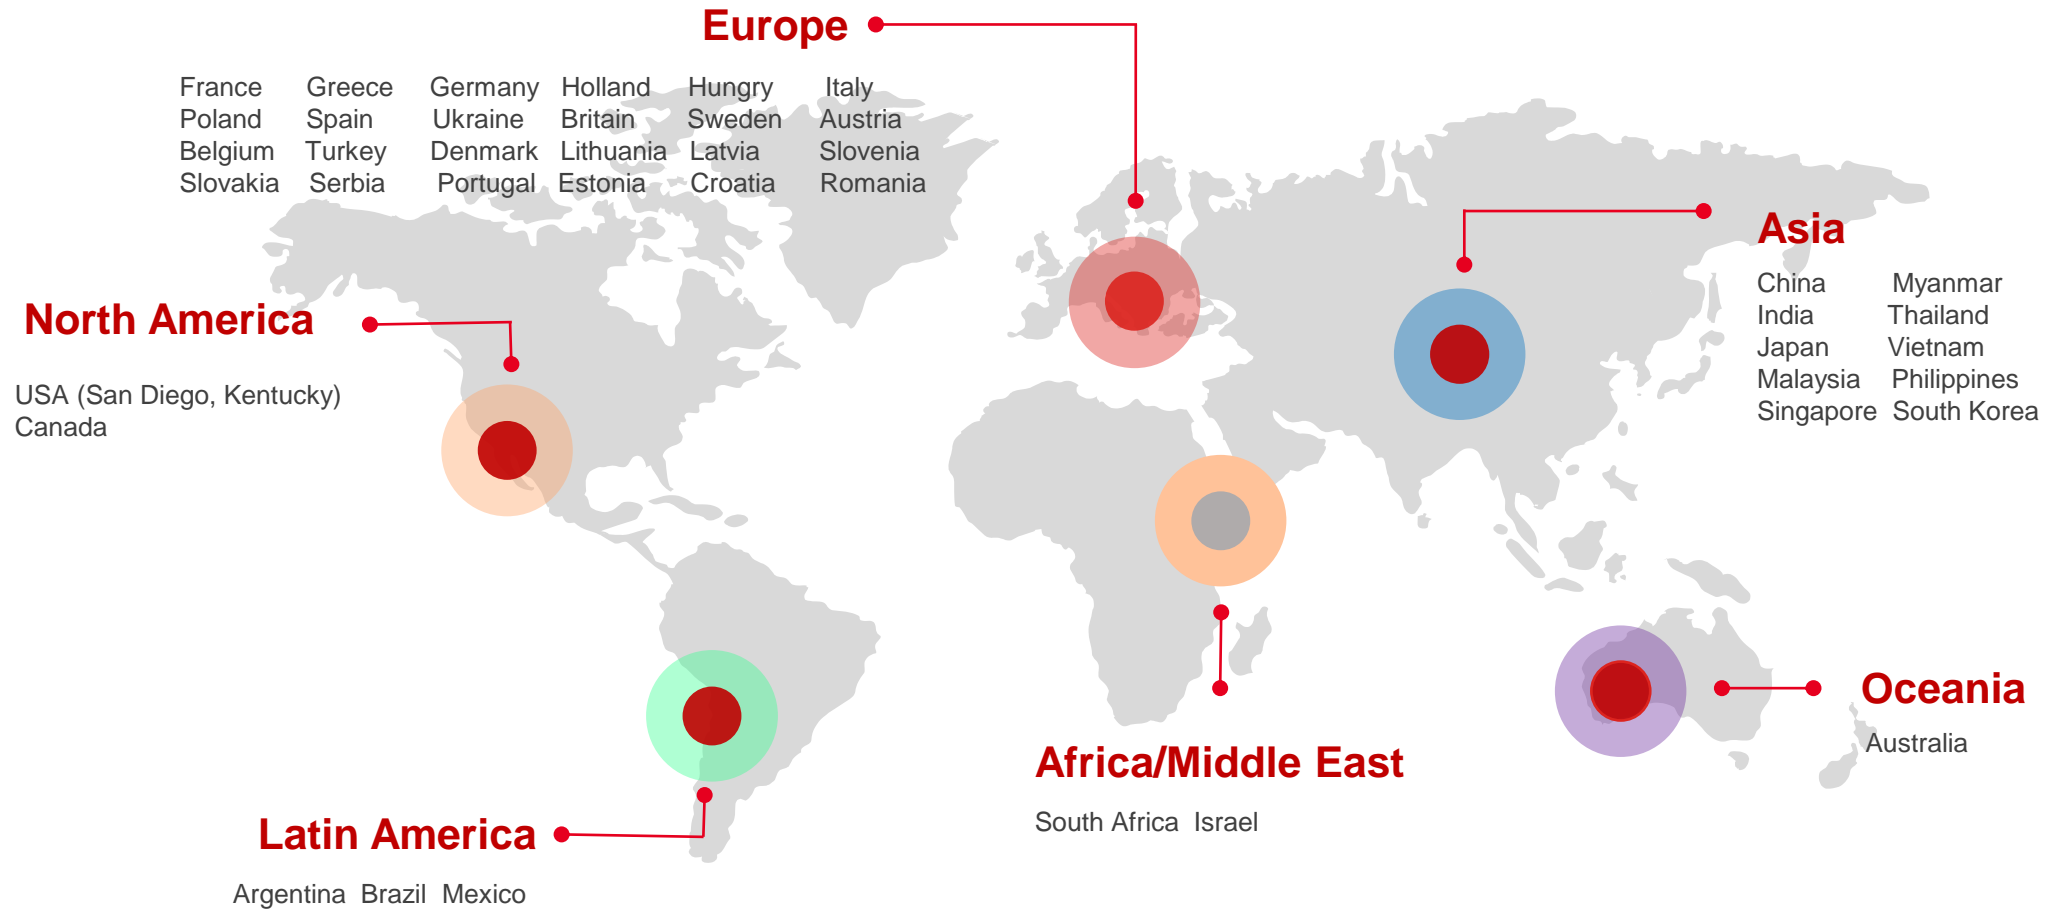 Europe
France Greece Germany Holland Hungry Italy
Poland Spain Ukraine Britain Sweden Austria
Belgium Turkey Denmark Lithuania Latvia Slovenia
Slovakia Serbia Portugal Estonia Croatia Romania
Asia
China Myanmar
India Thailand
Japan Vietnam
Malaysia Philippines
Singapore South Korea
North America
USA (San Diego, Kentucky)
Canada
Oceania
Australia
Africa/Middle East
South Africa Israel
Latin America
Argentina Brazil Mexico